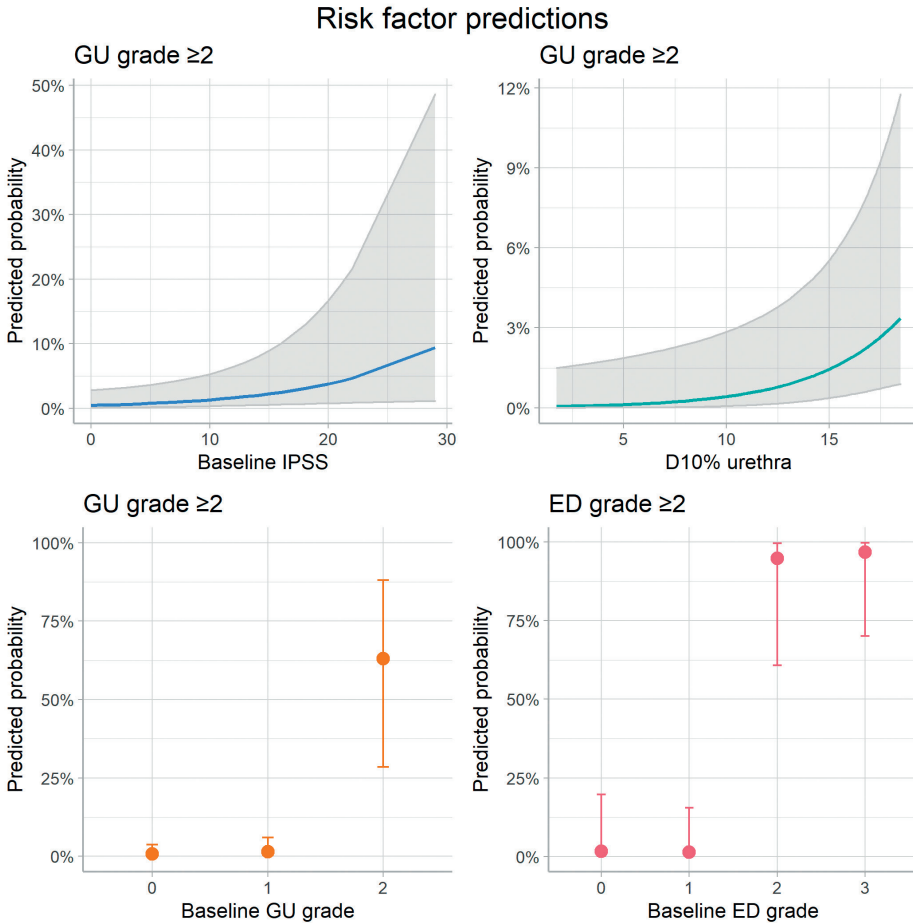 Risk factor predictions
GU grade ≥2
50%
40%
30%
20%
10%
0%
Predicted probability
0 10 20 30
Baseline IPSS
GU grade ≥2
12%
9%
6%
3%
0%
Predicted probability
5 10 15
D10% urethra
GU grade ≥2
100%
75%
50%
25%
0%
Predicted probability
0 1 2
Baseline GU grade
ED grade ≥2
100%
75%
50%
25%
0%
Predicted probability
0 1 2 3
Baseline ED grade